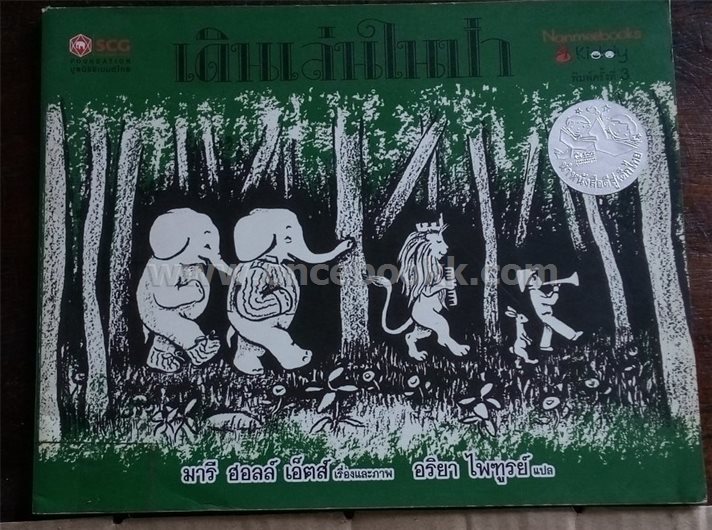 SCG
FOUNDATION
มูลนิธิเอสซีจี
เดินเล่นในป่า
Nanmeebooks
Kiddy
พิมพ์ครั้งที่ 3
www.oncebookk.com
มารี ฮอลล์ เอ็ตส์ เรื่องและภาพ อริยา ไพฑูรย์ แปล